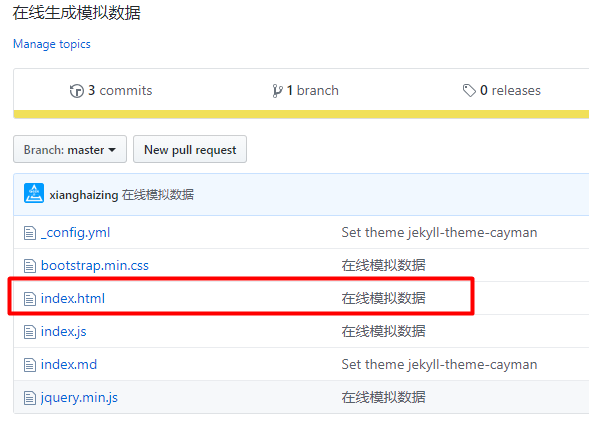 在线生成模拟数据
Manage topics
3 commits 1 branch 0 releases
Branch: master New pull request
xianghaizing 在线模拟数据
_config.yml Set theme jekyll-theme-cayman
bootstrap.min.css 在线模拟数据
index.html 在线模拟数据
index.js 在线模拟数据
index.md Set theme jekyll-theme-cayman
jquery.min.js 在线模拟数据